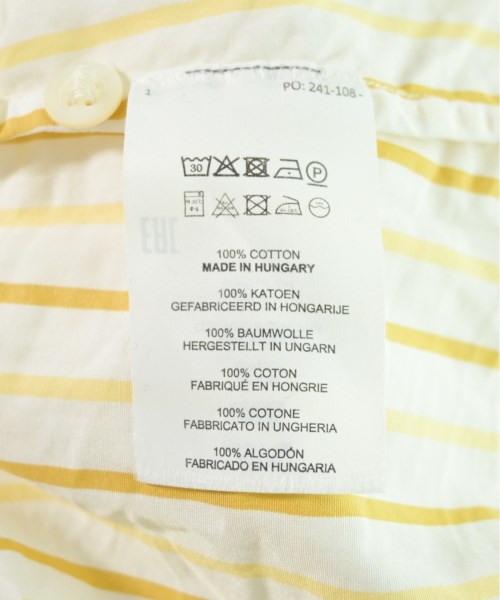 PO: 241-108-
30
P
100% COTTON
MADE IN HUNGARY
100% KATOEN
GEFABRICEERD IN HONGARIJE
100% BAUMWOLLE
HERGESTELLT IN UNGARN
100% COTON
FABRIQUÉ EN HONGRIE
100% COTONE
FABBRICATO IN UNGHERIA
100% ALGODÓN
FABRICADO EN HUNGARIA